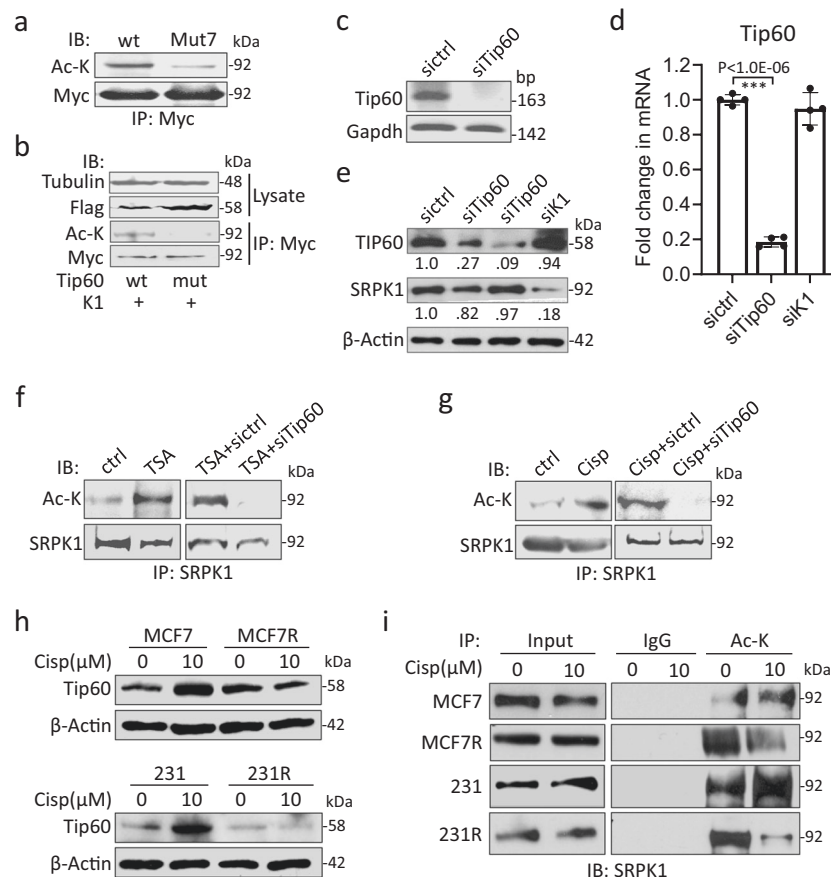 a
IB: wt Mut7 kDa
Ac-K -92
Myc -92
IP: Myc
b
IB: kDa
Tubulin -48
Flag -58
Lysate
Ac-K -92
Myc -92
IP: Myc
Tip60 wt mut
K1 + +
c
sictrl siTip60
bp
Tip60 -163
Gapdh -142
d
Tip60
P<1.0E-06
***
Fold change in mRNA
1.2
1.0
0.8
0.6
0.4
0.2
0.0
sictrl siTip60 siK1
e
sictrl siTip60 siTip60 siK1
kDa
TIP60 -58
1.0 .27 .09 .94
SRPK1 -92
1.0 .82 .97 .18
β-Actin -42
f
IB: ctrl TSA TSA+sictrl TSA+siTip60 kDa
Ac-K -92
SRPK1 -92
IP: SRPK1
g
IB: ctrl Cisp Cisp+sictrl Cisp+siTip60 kDa
Ac-K -92
SRPK1 -92
IP: SRPK1
h
MCF7 MCF7R
Cisp(μM) 0 10 0 10 kDa
Tip60 -58
β-Actin -42
231 231R
Cisp(μM) 0 10 0 10 kDa
Tip60 -58
β-Actin -42
i
IP: Input IgG Ac-K
Cisp(μM) 0 10 0 10 0 10 kDa
MCF7 -92
MCF7R -92
231 -92
231R -92
IB: SRPK1